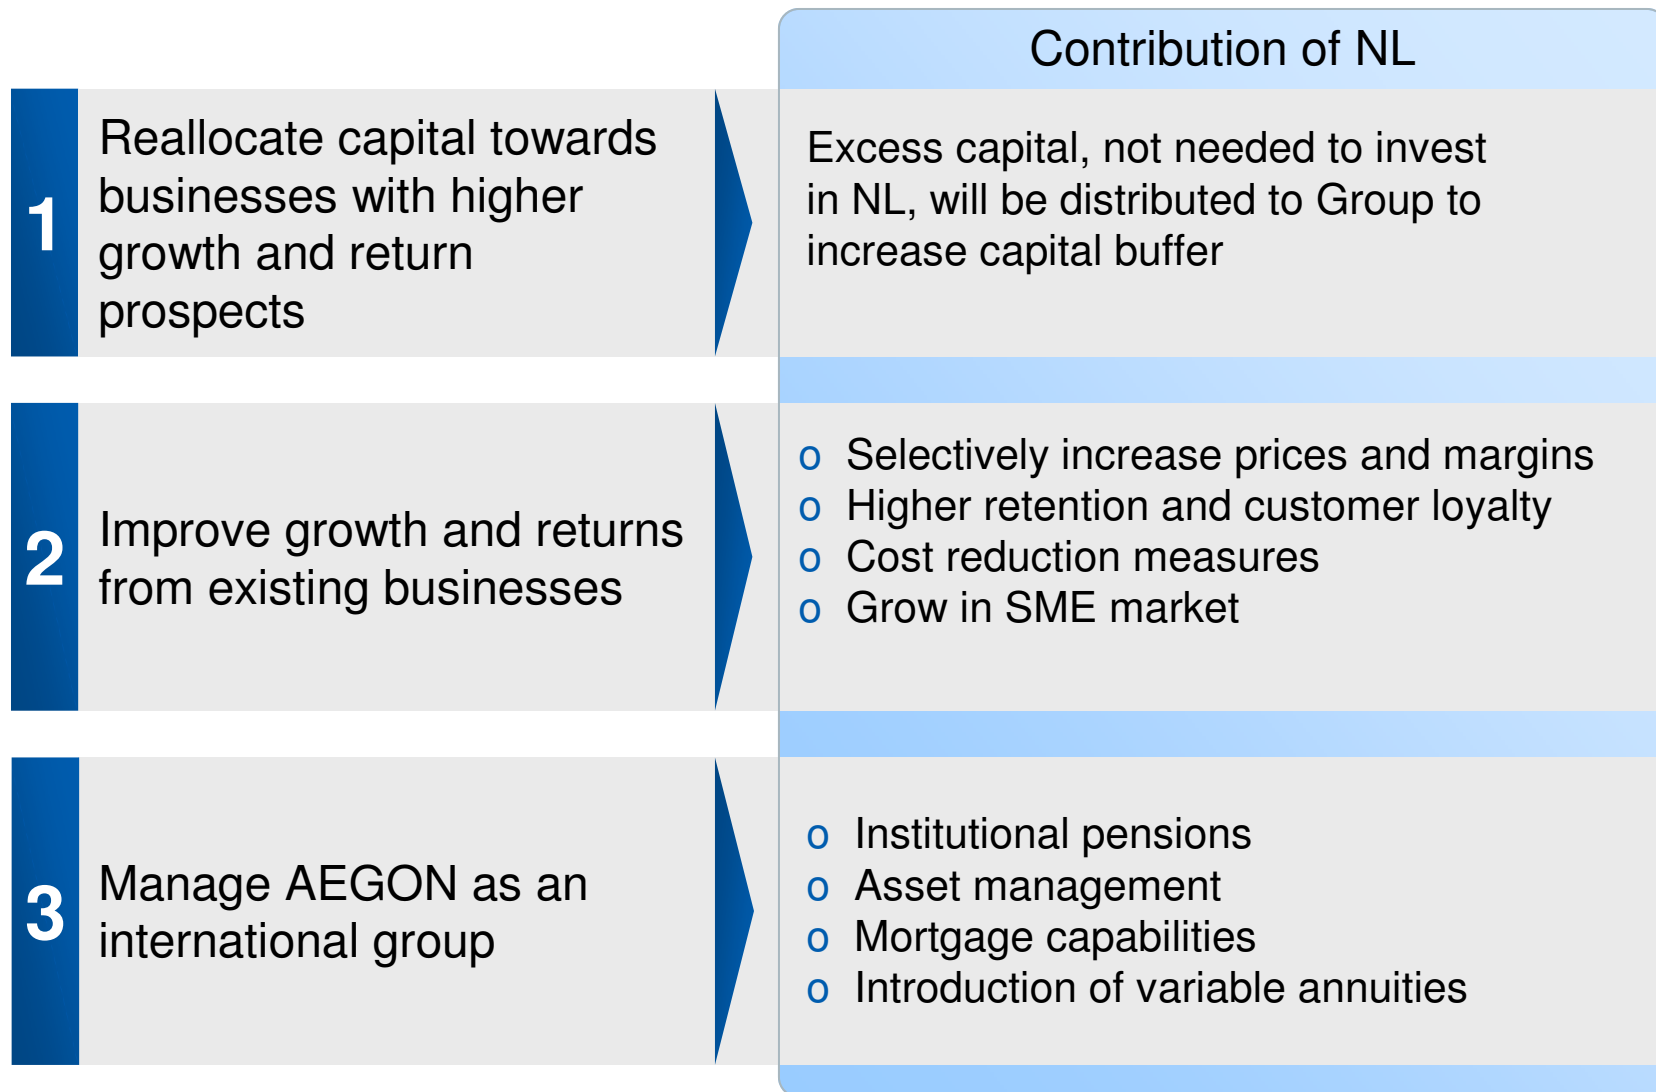 Contribution of NL
1
Reallocate capital towards
businesses with higher
growth and return
prospects
Excess capital, not needed to invest
in NL, will be distributed to Group to
increase capital buffer
2
Improve growth and returns
from existing businesses
o Selectively increase prices and margins
o Higher retention and customer loyalty
o Cost reduction measures
o Grow in SME market
3
Manage AEGON as an
international group
o Institutional pensions
o Asset management
o Mortgage capabilities
o Introduction of variable annuities